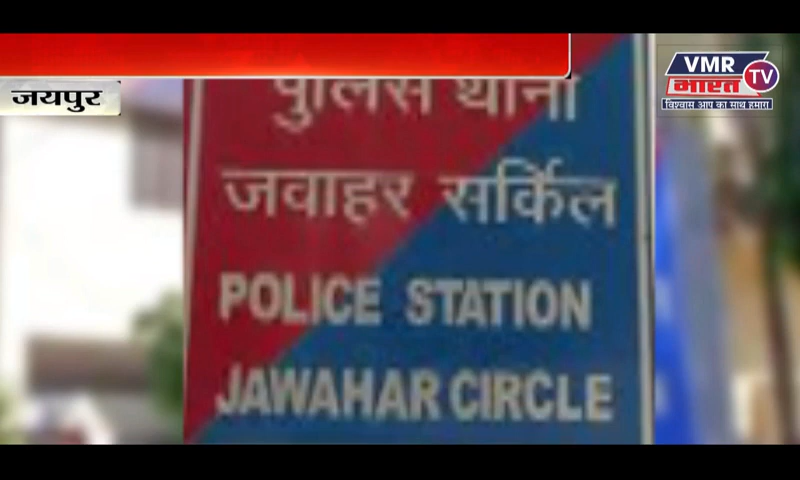 जयपुर
VMR
भारत
TV
विश्वास आप का साथ हमारा
पुलिस थाना
जवाहर सर्किल
POLICE STATION
JAWAHAR CIRCLE